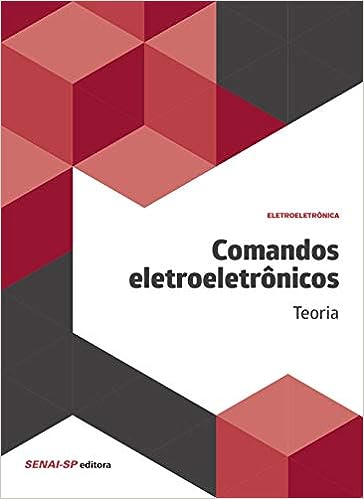 ELETROELETRÔNICA
Comandos
eletroeletrônicos
Teoria
SENAI-SP editora